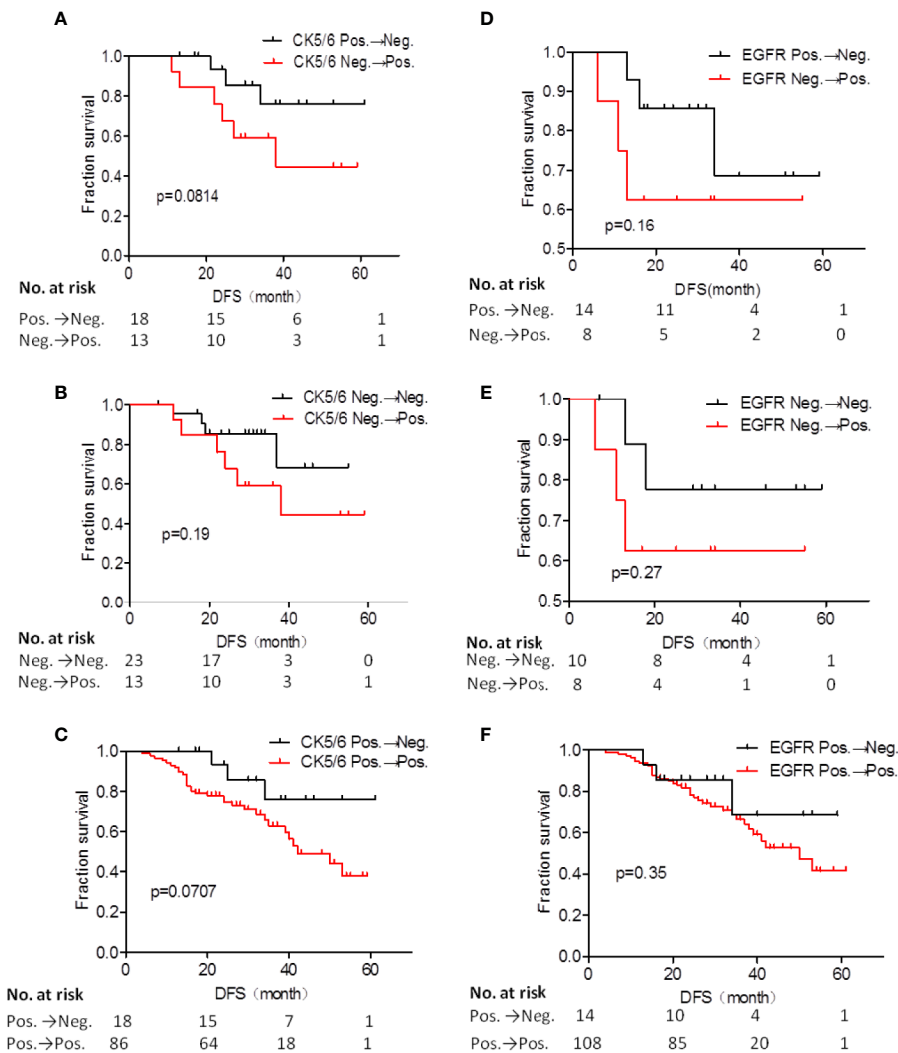 A
CK5/6 Pos.→Neg.
CK5/6 Neg.→Pos.
Fraction survival
1.0
0.8
0.6
0.4
0.2
0.0
p=0.0814
0 20 40 60
DFS（month）
No. at risk
Pos. →Neg. 18 15 6 1
Neg.→Pos. 13 10 3 1
D
EGFR Pos.→Neg.
EGFR Neg.→Pos.
Fraction survival
1.0
0.9
0.8
0.7
0.6
0.5
p=0.16
0 20 40 60
DFS(month)
No. at risk
Pos. →Neg. 14 11 4 1
Neg.→Pos. 8 5 2 0
B
CK5/6 Neg.→Neg.
CK5/6 Neg.→Pos.
Fraction survival
1.0
0.8
0.6
0.4
0.2
0.0
p=0.19
0 20 40 60
DFS（month）
No. at risk
Neg. →Neg. 23 17 3 0
Neg.→Pos. 13 10 3 1
E
EGFR Neg.→Neg.
EGFR Neg.→Pos.
Fraction survival
1.0
0.9
0.8
0.7
0.6
0.5
p=0.27
0 20 40 60
DFS （month）
No. at risk
Neg. →Neg. 10 8 4 1
Neg.→Pos. 8 4 1 0
C
CK5/6 Pos.→Neg.
CK5/6 Pos.→Pos.
Fraction survival
1.0
0.8
0.6
0.4
0.2
0.0
p=0.0707
0 20 40 60
DFS（month）
No. at risk
Pos. →Neg. 18 15 7 1
Pos.→Pos. 86 64 18 1
F
EGFR Pos.→Neg.
EGFR Pos.→Pos.
Fraction survival
1.0
0.8
0.6
0.4
0.2
0.0
p=0.35
0 20 40 60
DFS （month）
No. at risk
Pos. →Neg. 14 10 4 1
Pos.→Pos. 108 85 20 1